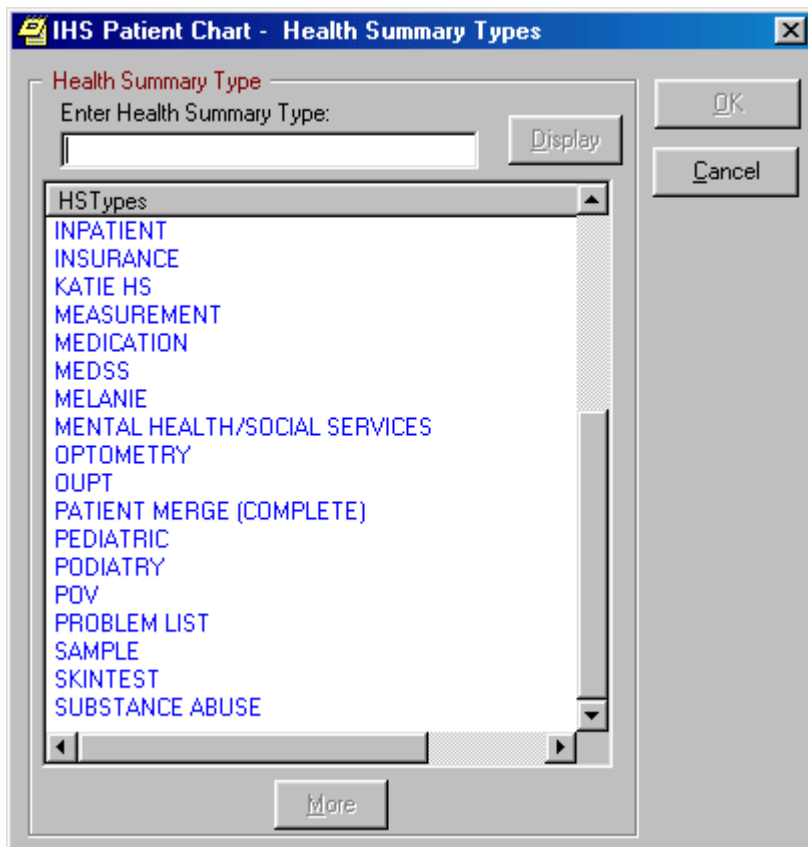 IHS Patient Chart - Health Summary Types
Health Summary Type
Enter Health Summary Type:
Display
OK
Cancel
HSTypes
INPATIENT
INSURANCE
KATIE HS
MEASUREMENT
MEDICATION
MEDSS
MELANIE
MENTAL HEALTH/SOCIAL SERVICES
OPTOMETRY
OUPT
PATIENT MERGE (COMPLETE)
PEDIATRIC
PODIATRY
POV
PROBLEM LIST
SAMPLE
SKINTEST
SUBSTANCE ABUSE
More